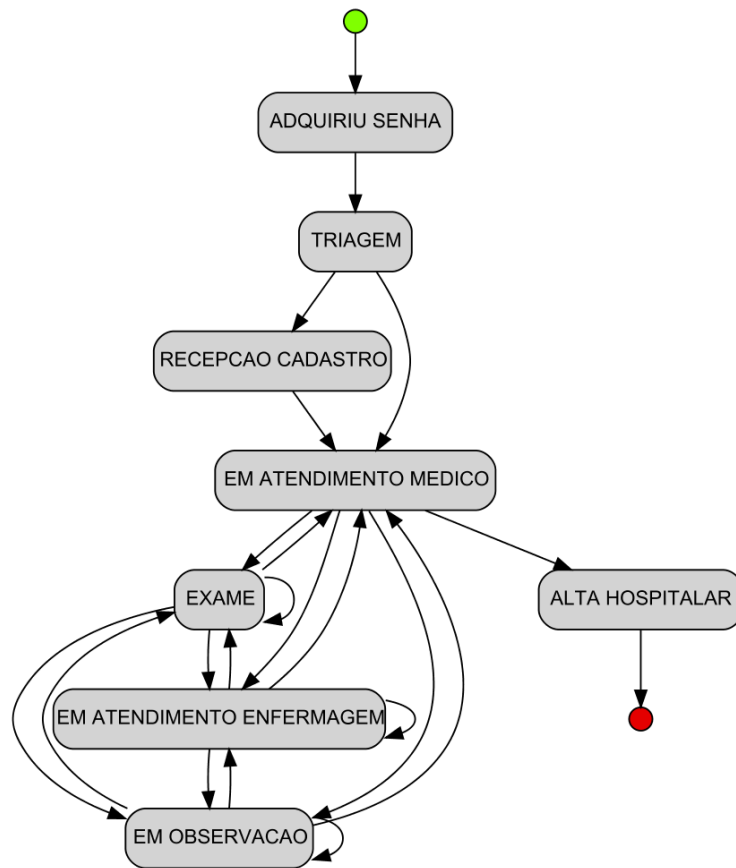 ADQUIRIU SENHA
TRIAGEM
RECEPCAO CADASTRO
EM ATENDIMENTO MEDICO
EXAME
ALTA HOSPITALAR
EM ATENDIMENTO ENFERMAGEM
EM OBSERVACAO